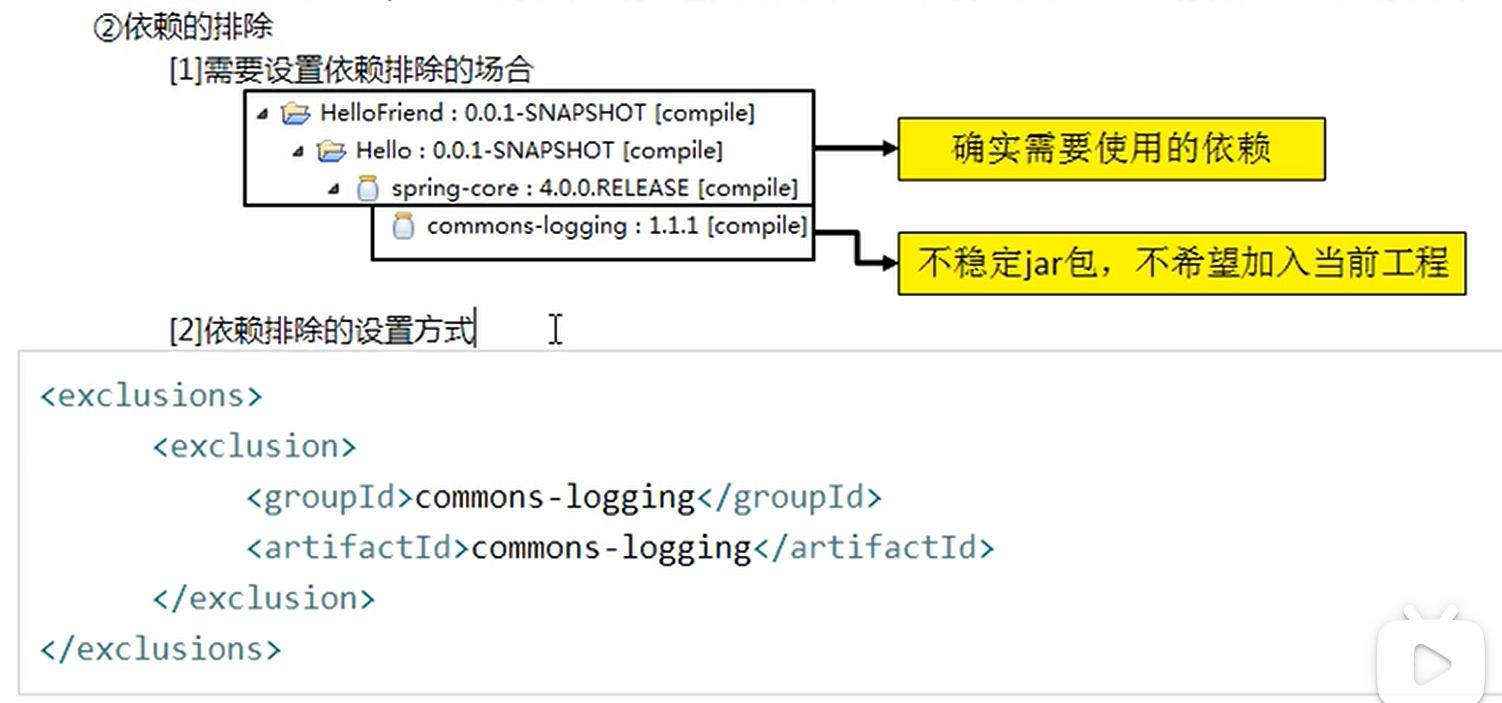 ②依赖的排除
[1]需要设置依赖排除的场合
HelloFriend : 0.0.1-SNAPSHOT [compile]
Hello : 0.0.1-SNAPSHOT [compile]
确实需要使用的依赖
spring-core : 4.0.0.RELEASE [compile]
commons-logging : 1.1.1 [compile]
不稳定jar包，不希望加入当前工程
[2]依赖排除的设置方式
<exclusions>
<exclusion>
<groupId>commons-logging</groupId>
<artifactId>commons-logging</artifactId>
</exclusion>
</exclusions>